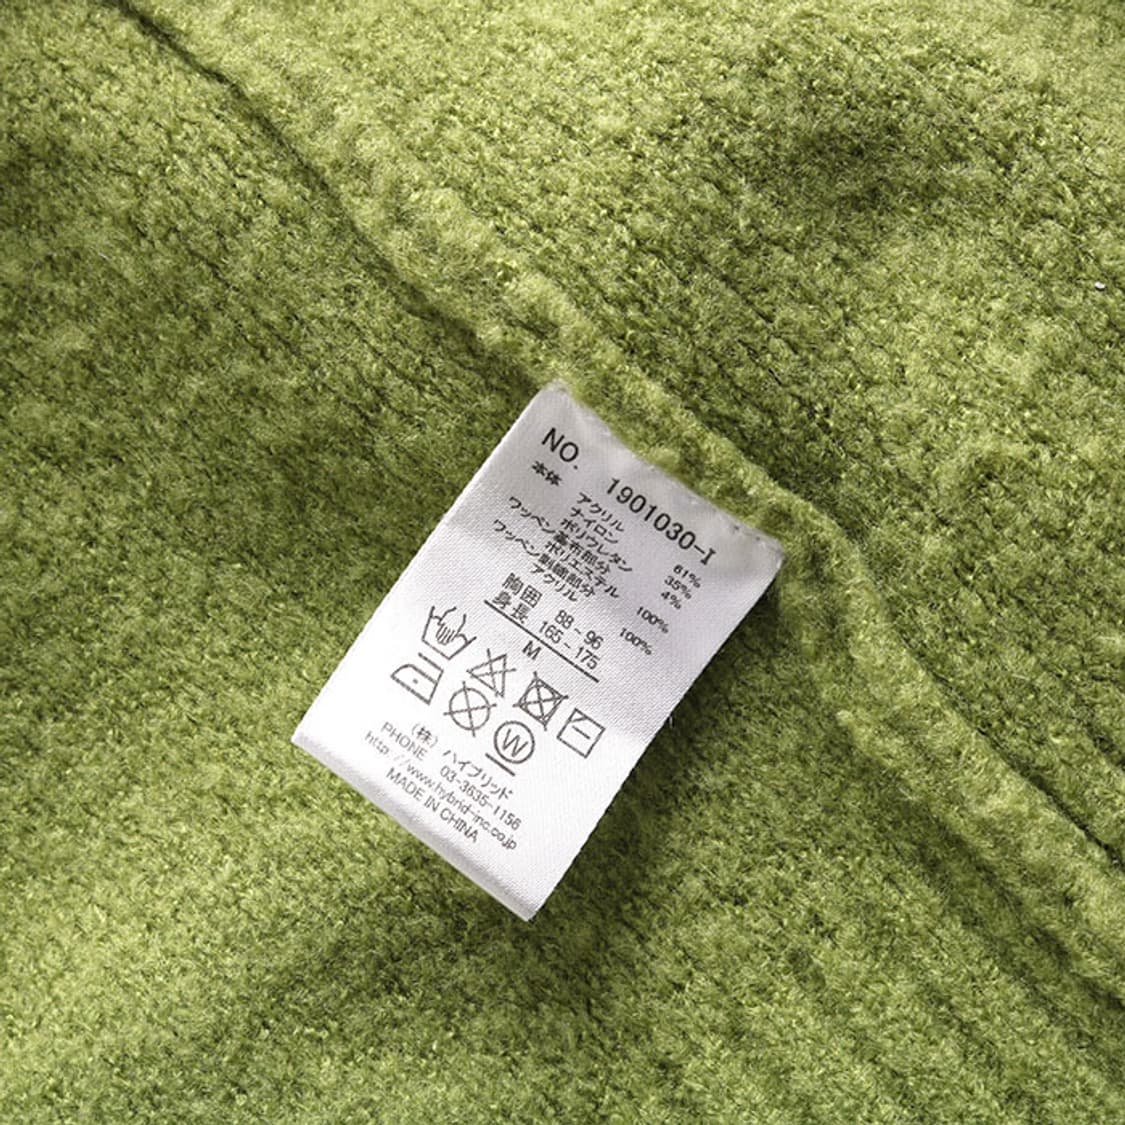 NO. 1901030-I
本体
アクリル 61%
ナイロン 35%
ポリウレタン 4%
ワッペン基布部分
ポリエステル 100%
ワッペン刺繍部分
アクリル 100%
胸囲 88-96
身長 165-175
M
W
(株) ハイブリッド
PHONE 03-3635-1156
http://www.hybrid-inc.co.jp
MADE IN CHINA